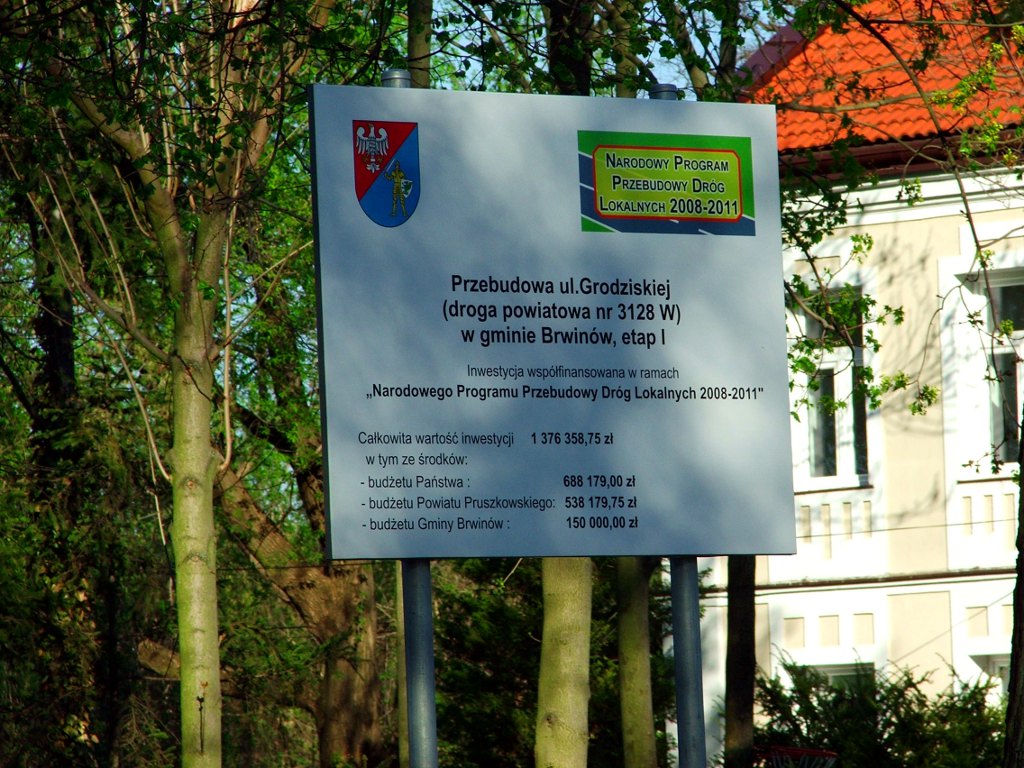 Narodowy Program
Przebudowy Dróg
Lokalnych 2008-2011
Przebudowa ul.Grodziskiej
(droga powiatowa nr 3128 W)
w gminie Brwinów, etap I
Inwestycja współfinansowana w ramach
„Narodowego Programu Przebudowy Dróg Lokalnych 2008-2011"
Całkowita wartość inwestycji 1 376 358,75 zł
w tym ze środków:
- budżetu Państwa : 688 179,00 zł
- budżetu Powiatu Pruszkowskiego: 538 179,75 zł
- budżetu Gminy Brwinów : 150 000,00 zł